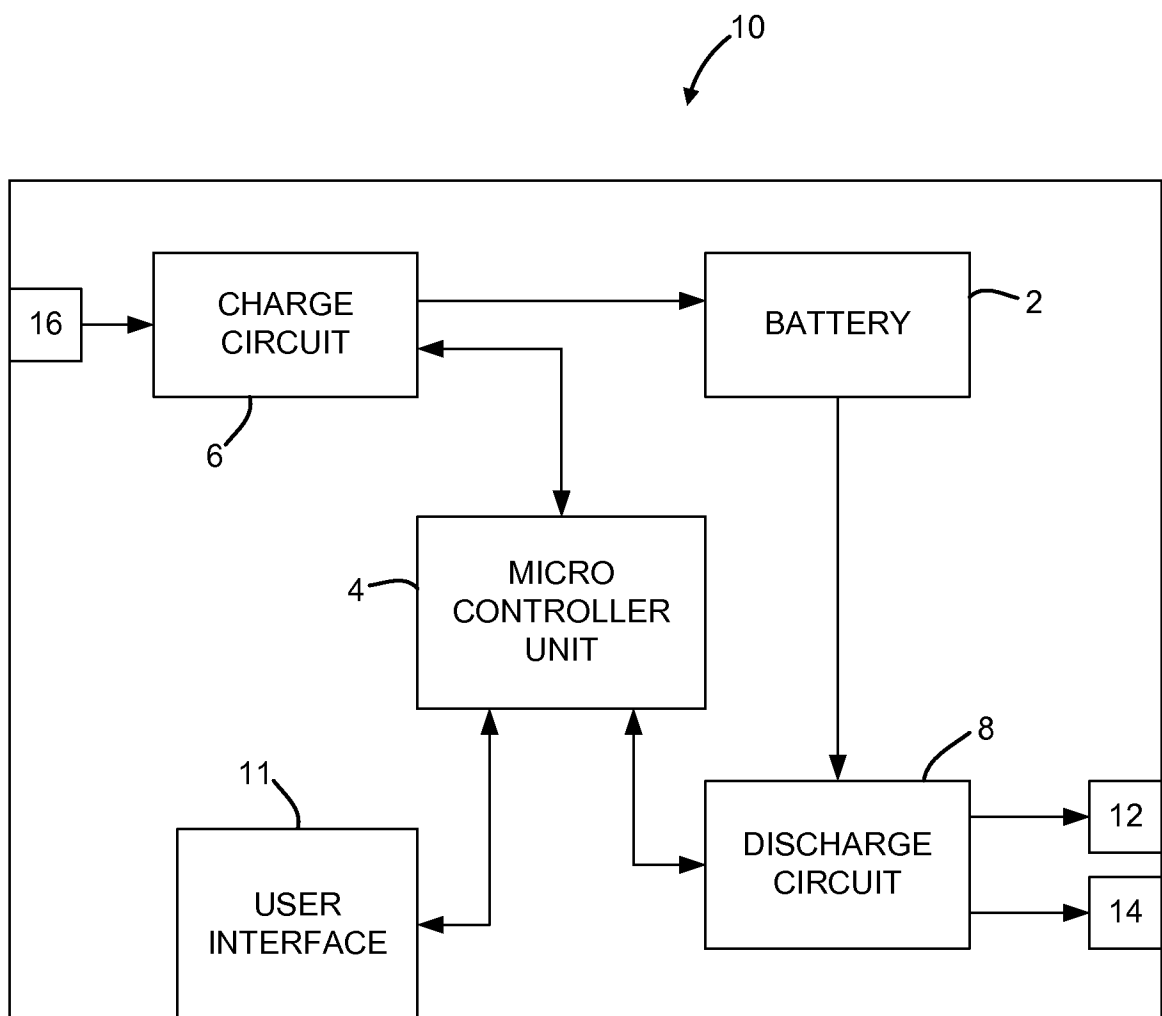 10
16
CHARGE
CIRCUIT
BATTERY
2
6
4
MICRO
CONTROLLER
UNIT
8
11
12
DISCHARGE
CIRCUIT
14
USER
INTERFACE